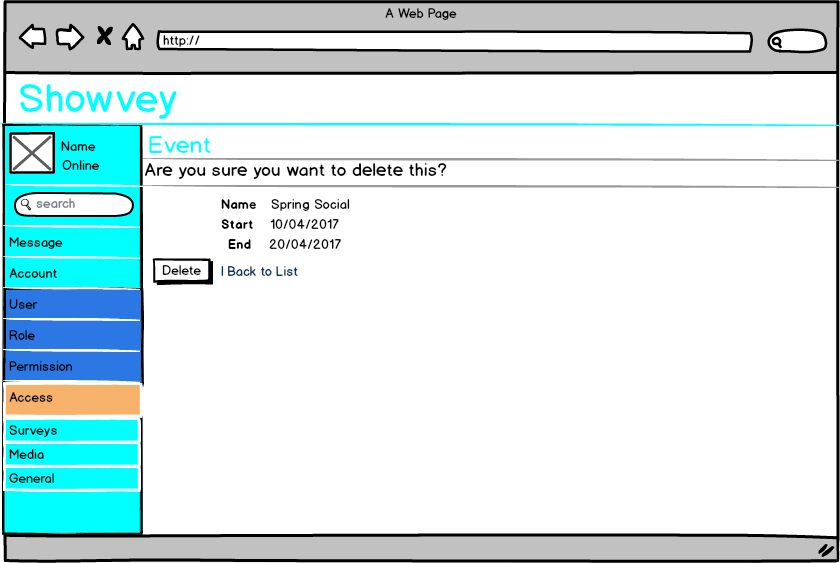 A Web Page
http://
Showvey
Name
Online
search
Message
Account
User
Role
Permission
Access
Surveys
Media
General
Event
Are you sure you want to delete this?
Name Spring Social
Start 10/04/2017
End 20/04/2017
Delete | Back to List